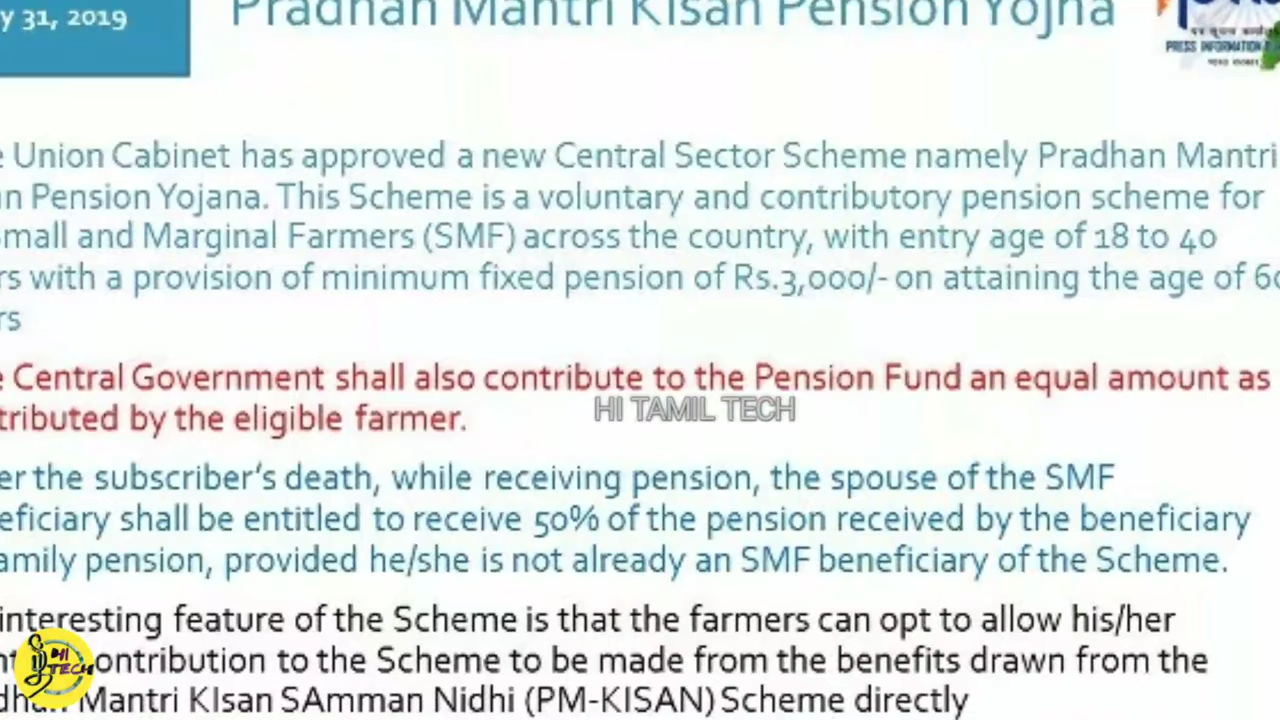 y 31, 2019
Pradhan Mantri Kisan Pension Yojna
PRESS INFORMATION
e Union Cabinet has approved a new Central Sector Scheme namely Pradhan Mantri
an Pension Yojana. This Scheme is a voluntary and contributory pension scheme for
mall and Marginal Farmers (SMF) across the country, with entry age of 18 to 40
rs with a provision of minimum fixed pension of Rs.3,000/- on attaining the age of 60
rs
e Central Government shall also contribute to the Pension Fund an equal amount as
tributed by the eligible farmer.
HI TAMIL TECH
er the subscriber's death, while receiving pension, the spouse of the SMF
eficiary shall be entitled to receive 50% of the pension received by the beneficiary
amily pension, provided he/she is not already an SMF beneficiary of the Scheme.
interesting feature of the Scheme is that the farmers can opt to allow his/her
ontribution to the Scheme to be made from the benefits drawn from the
dhan Mantri KIsan SAmman Nidhi (PM-KISAN) Scheme directly
HI
TECH